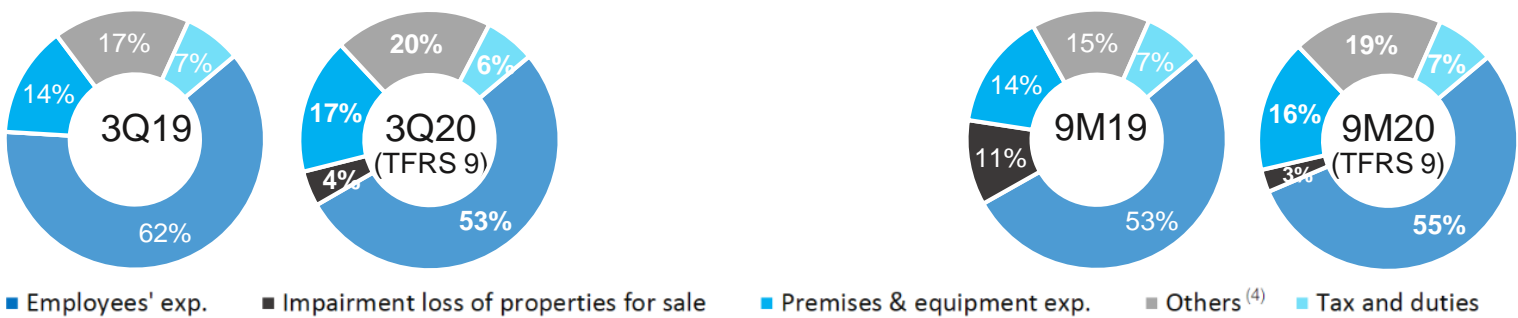 17%
7%
14%
3Q19
62%
20%
6%
17%
3Q20
(TFRS 9)
4%
53%
15%
7%
14%
9M19
11%
53%
19%
7%
16%
9M20
(TFRS 9)
3%
55%
Employees' exp.
Impairment loss of properties for sale
Premises & equipment exp.
Others (4)
Tax and duties